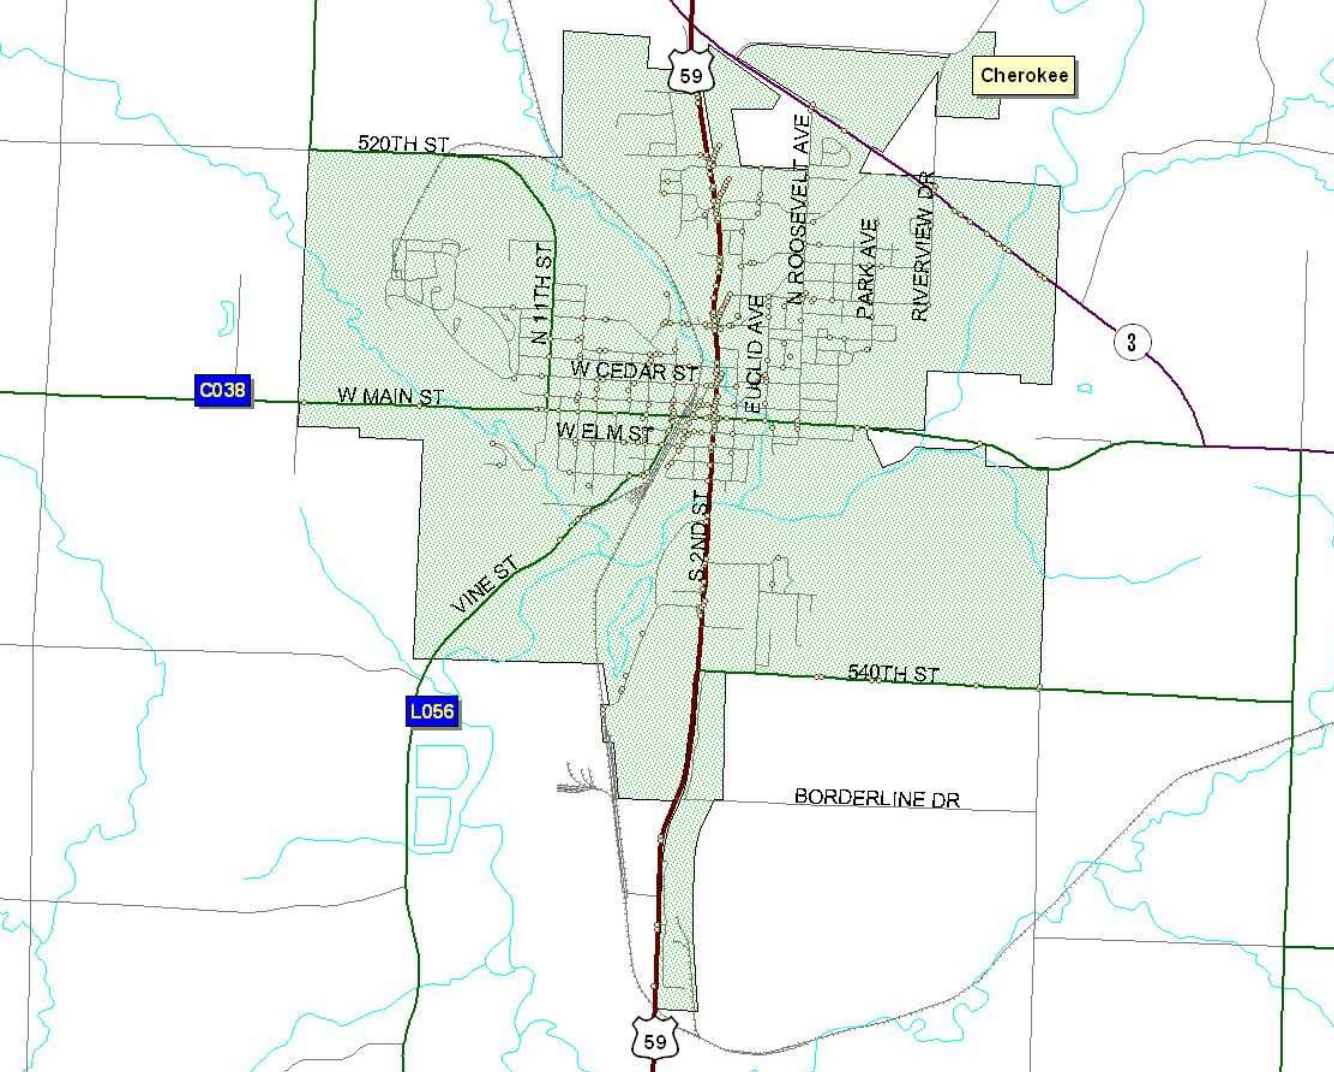 59
Cherokee
520TH ST
N ROOSEVELT AVE
PARK AVE
RIVERVIEW DR
N 11TH ST
EUCLID AVE
3
W CEDAR ST
C038
W MAIN ST
W ELM ST
S 2ND ST
VINE ST
540TH ST
L056
BORDERLINE DR
59